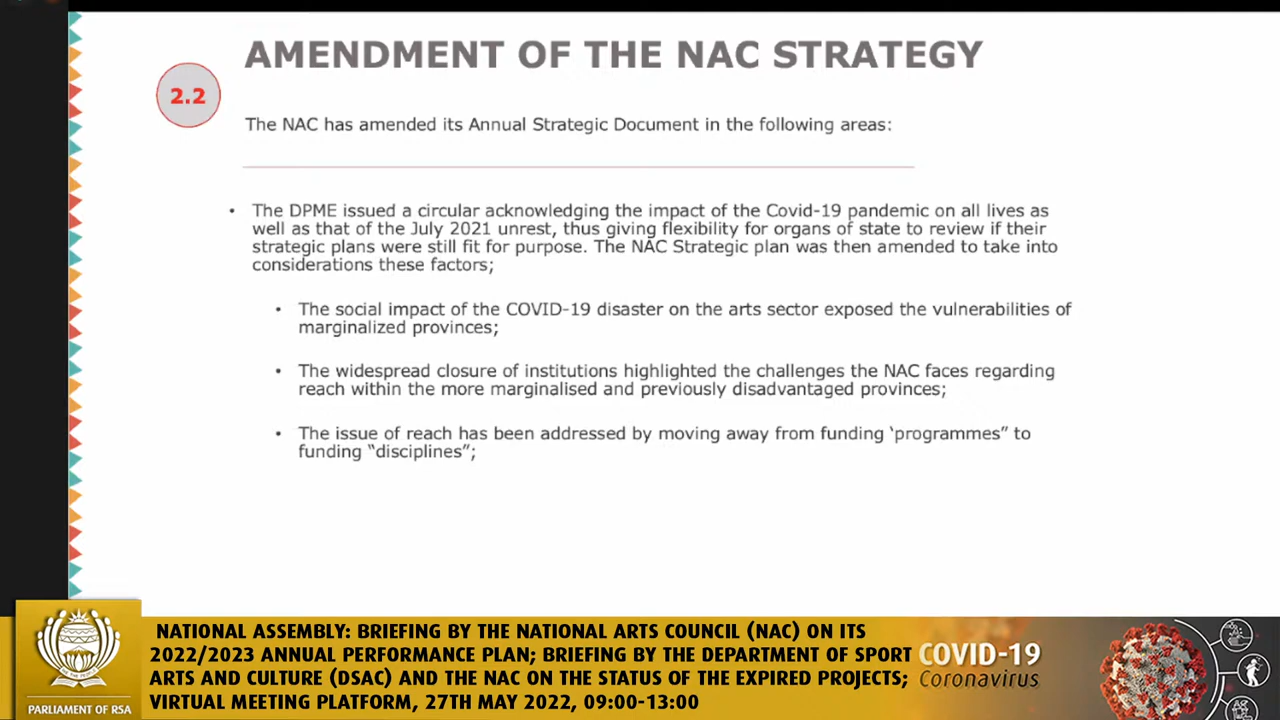 AMENDMENT OF THE NAC STRATEGY
2.2
The NAC has amended its Annual Strategic Document in the following areas:
• The DPME issued a circular acknowledging the impact of the Covid-19 pandemic on all lives as
well as that of the July 2021 unrest, thus giving flexibility for organs of state to review if their
strategic plans were still fit for purpose. The NAC Strategic plan was then amended to take into
considerations these factors;
• The social impact of the COVID-19 disaster on the arts sector exposed the vulnerabilities of
marginalized provinces;
• The widespread closure of institutions highlighted the challenges the NAC faces regarding
reach within the more marginalised and previously disadvantaged provinces;
• The issue of reach has been addressed by moving away from funding ‘programmes” to
funding “disciplines”;
NATIONAL ASSEMBLY: BRIEFING BY THE NATIONAL ARTS COUNCIL (NAC) ON ITS
2022/2023 ANNUAL PERFORMANCE PLAN; BRIEFING BY THE DEPARTMENT OF SPORT
ARTS AND CULTURE (DSAC) AND THE NAC ON THE STATUS OF THE EXPIRED PROJECTS;
VIRTUAL MEETING PLATFORM, 27TH MAY 2022, 09:00-13:00
PARLIAMENT OF RSA
COVID-19
Coronavirus